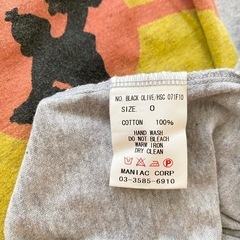 NO. BLACK OLIVE/HSC 071F10
SIZE. 0
COTTON 100%
HAND WASH
DO NOT BLEACH
WARM IRON
DRY CLEAN
MANIAC CORP
03-3585-6910